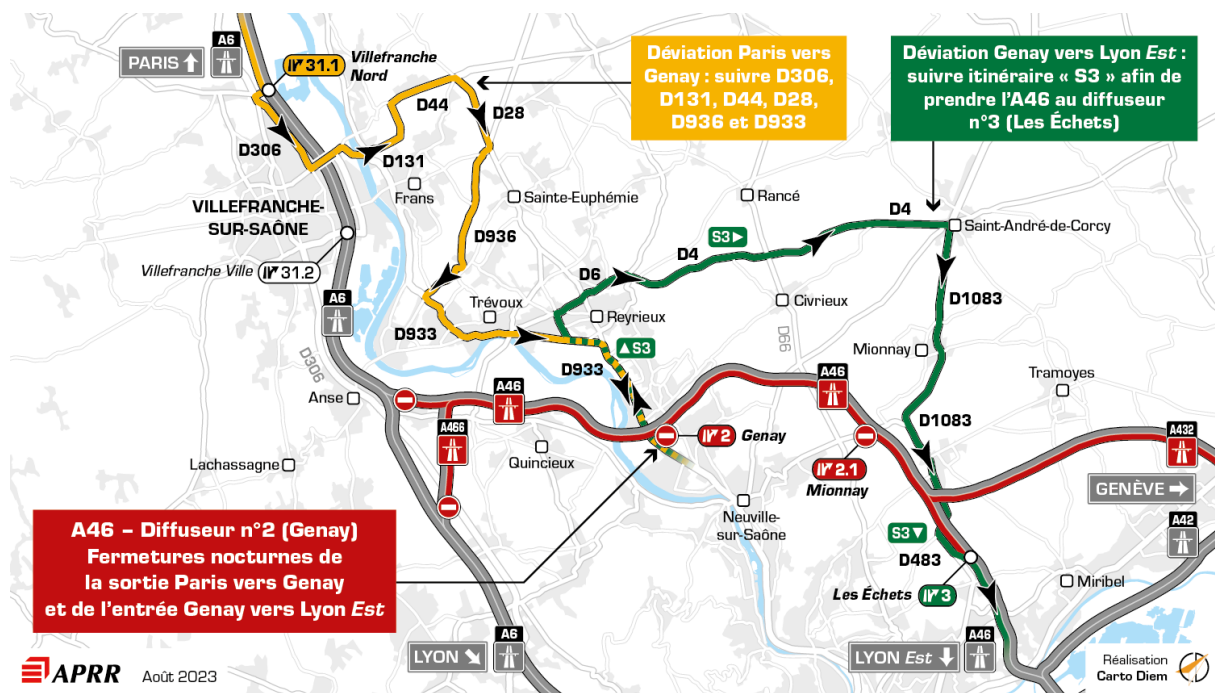 PARIS
A6
31.1
Villefranche
Nord
Déviation Paris vers
Genay : suivre D306,
D131, D44, D28,
D936 et D933
Déviation Genay vers Lyon Est :
suivre itinéraire « S3 » afin de
prendre l’A46 au diffuseur
n°3 (Les Échets)
D44
D28
D306
D131
Frans
Sainte-Euphémie
Rancé
VILLEFRANCHE-
SUR-SAÔNE
D4
Saint-André-de-Corcy
S3
D936
D4
Villefranche Ville
31.2
D6
A6
Trévoux
Civrieux
D1083
Reyrieux
D933
S3
D66
Mionnay
D306
D933
A46
Tramoyes
Anse
A46
A466
D1083
A432
2
Genay
Lachassagne
Quincieux
2.1
Mionnay
GENÈVE
A42
Neuville-
sur-Saône
A46 – Diffuseur n°2 (Genay)
Fermetures nocturnes de
la sortie Paris vers Genay
et de l’entrée Genay vers Lyon Est
S3
D483
Miribel
Les Échets
3
A6
LYON
A46
LYON Est
APRR
Août 2023
Réalisation
Carto Diem